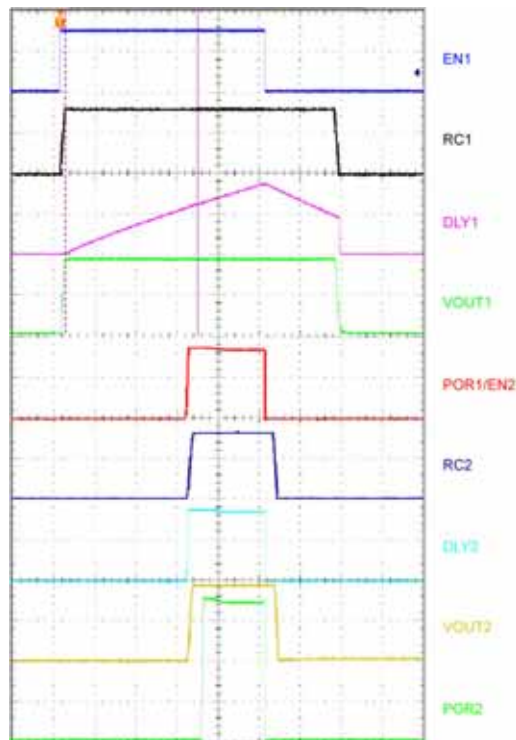 EN1
RC1
DLY1
VOUT1
POR1/EN2
RC2
DLY2
VOUT2
POR2